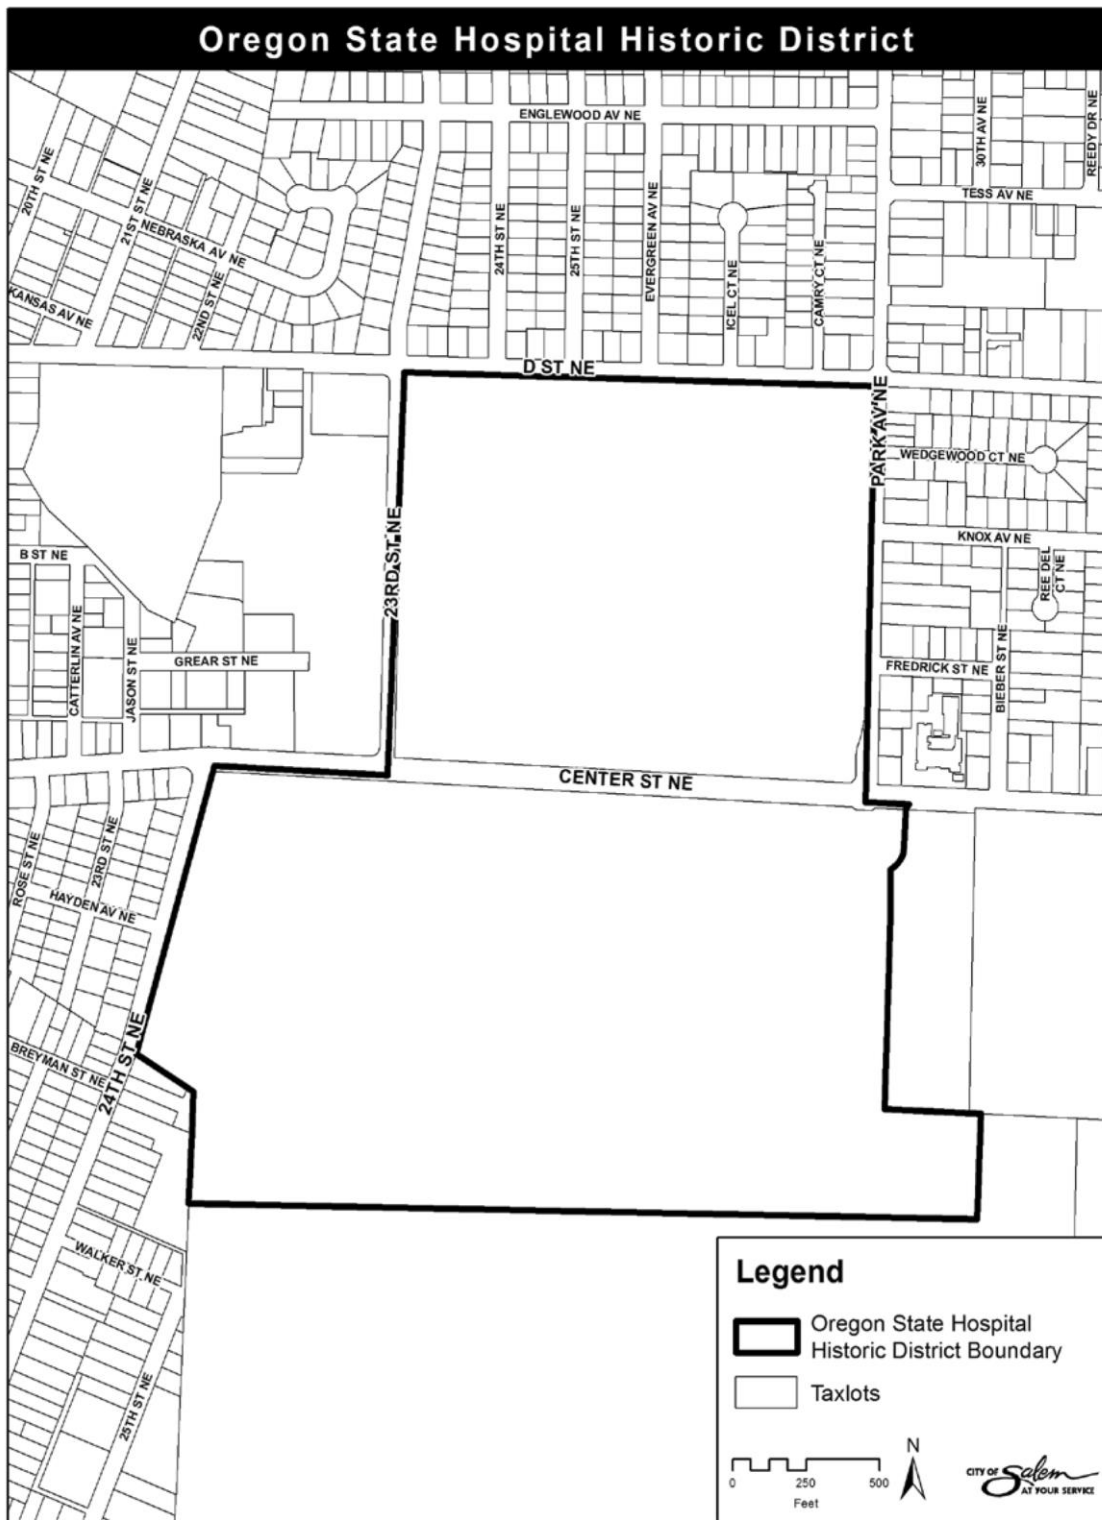 Oregon State Hospital Historic District
ENGLEWOOD AV NE
30TH AV NE
REEDY DR NE
20TH ST NE
21ST ST NE
TESS AV NE
NEBRASKA AV NE
24TH ST NE
25TH ST NE
EVERGREEN AV NE
ICEL CT NE
CAMRY CT NE
KANSAS AV NE
22ND ST NE
D ST NE
PARK AV NE
WEDGEWOOD CT NE
23RD ST NE
KNOX AV NE
B ST NE
REE DEL
CT NE
CATTERLIN AV NE
JASON ST NE
GREAR ST NE
FREDRICK ST NE
BIEBER ST NE
CENTER ST NE
ROSE ST NE
23RD ST NE
HAYDEN AV NE
24TH ST NE
BREYMAN ST NE
WALKER ST NE
25TH ST NE
Legend
Oregon State Hospital
Historic District Boundary
Taxlots
N
0 250 500
Feet
CITY OF Salem
AT YOUR SERVICE